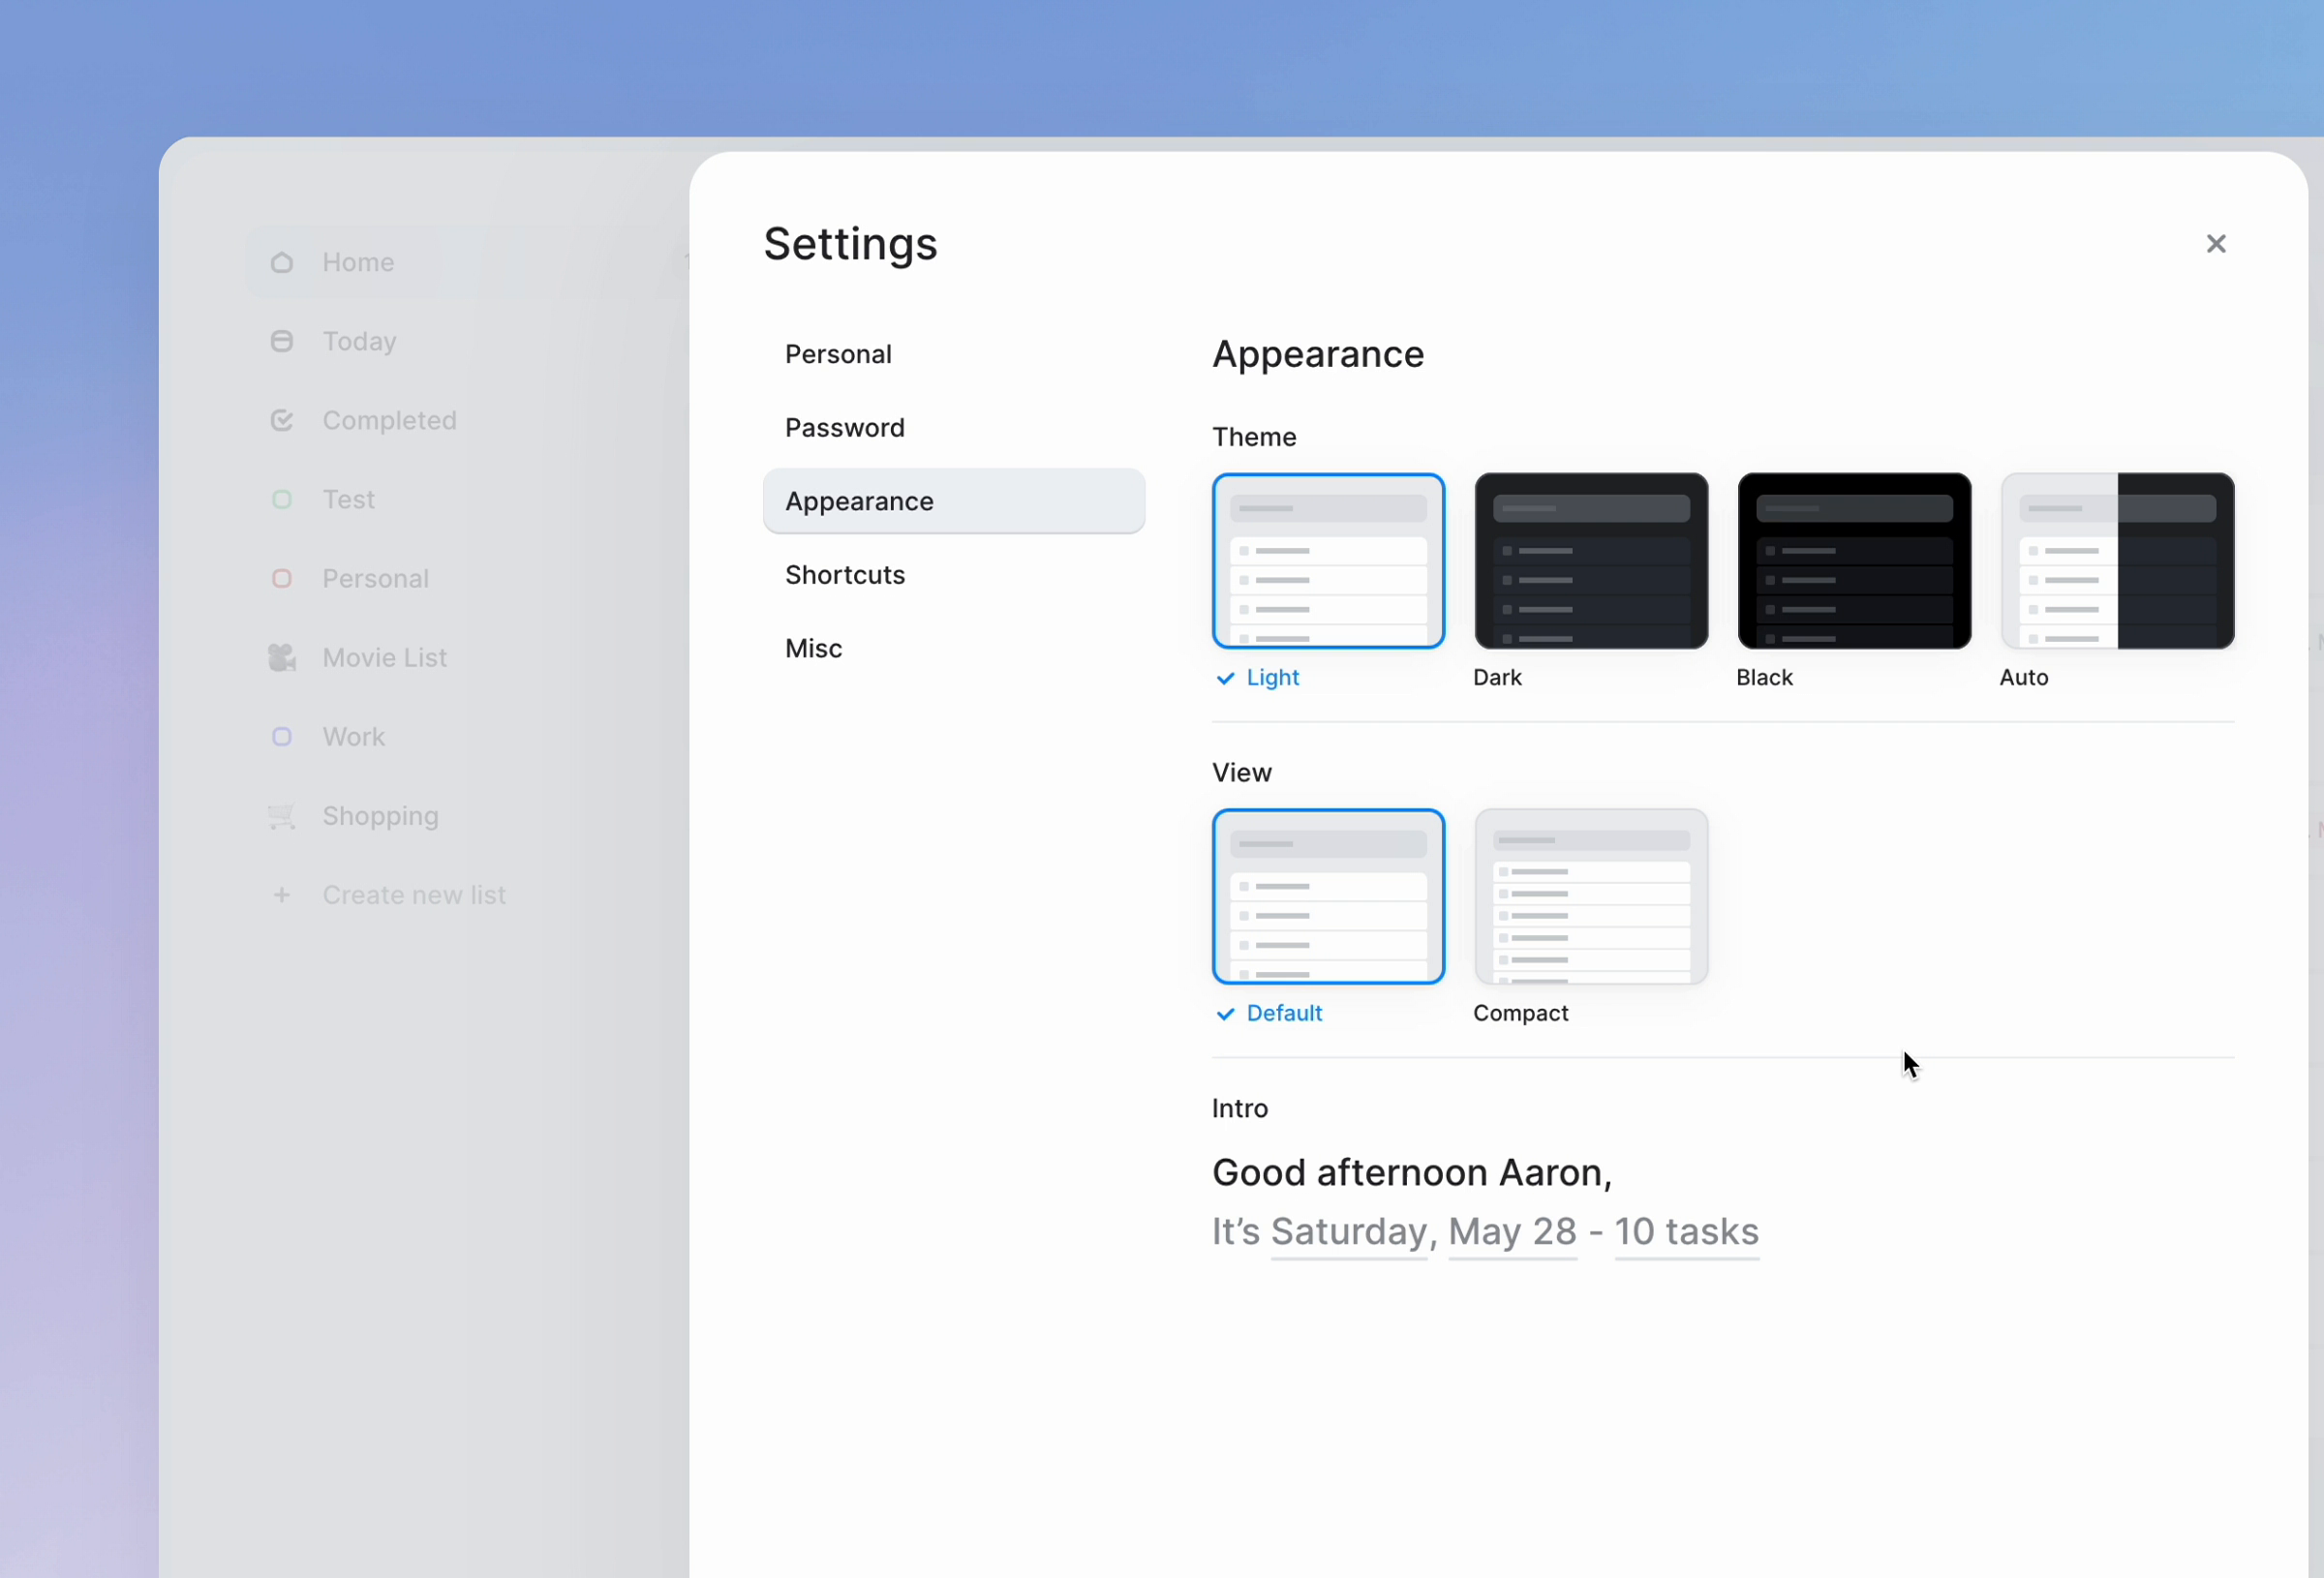 Home
Today
Completed
Test
Personal
Movie List
Work
Shopping
Create new list
Settings
Personal
Password
Appearance
Shortcuts
Misc
Appearance
Theme
Light
Dark
Black
Auto
View
Default
Compact
Intro
Good afternoon Aaron,
It’s Saturday, May 28 - 10 tasks